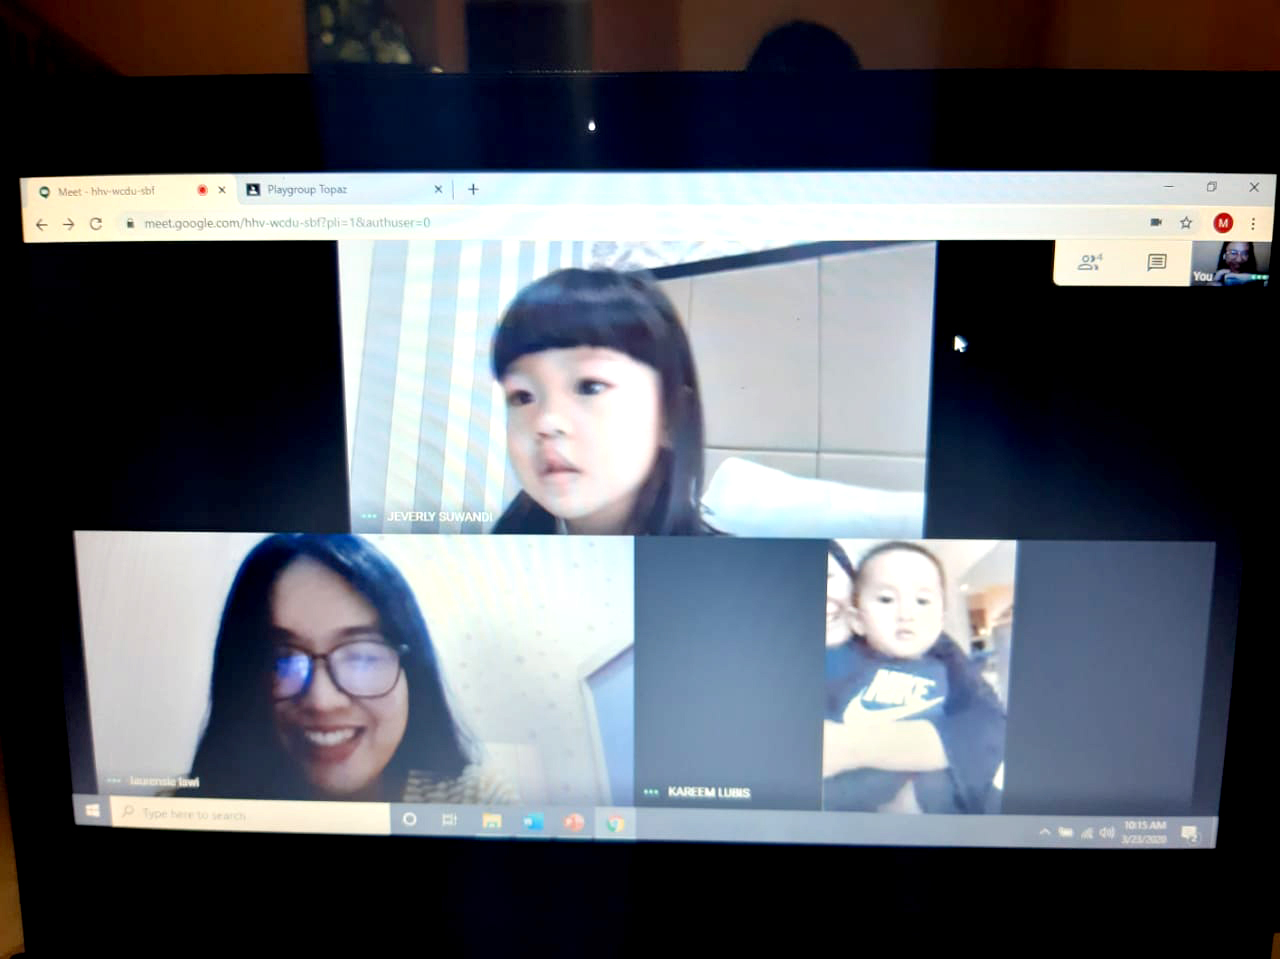 Meet - hhv-wcdu-sbf
Playgroup Topaz
meet.google.com/hhv-wcdu-sbf?pli=1&authuser=0
M
4
You
JEVERLY SUWANDI
NIKE
laurensia lawi
KAREEM LUBIS
Type here to search
10:15 AM
3/23/2020
2